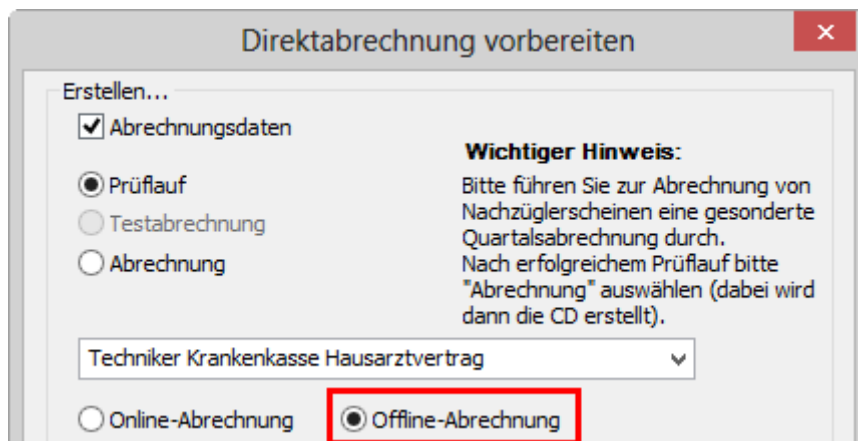 Direktabrechnung vorbereiten
Erstellen...
Abrechnungsdaten
Prüflauf
Testabrechnung
Abrechnung
Wichtiger Hinweis:
Bitte führen Sie zur Abrechnung von
Nachzüglerscheinen eine gesonderte
Quartalsabrechnung durch.
Nach erfolgreichem Prüflauf bitte
"Abrechnung" auswählen (dabei wird
dann die CD erstellt).
Techniker Krankenkasse Hausarztvertrag
Online-Abrechnung Offline-Abrechnung